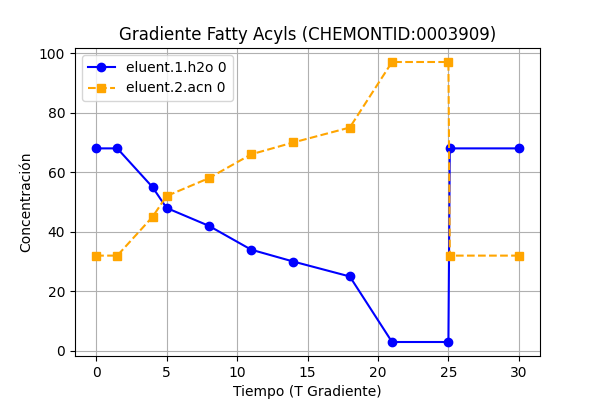 Gradiente Fatty Acyls (CHEMONTID:0003909)
eluent.1.h2o 0
eluent.2.acn 0
Concentración
100
80
60
40
20
0
0 5 10 15 20 25 30
Tiempo (T Gradiente)